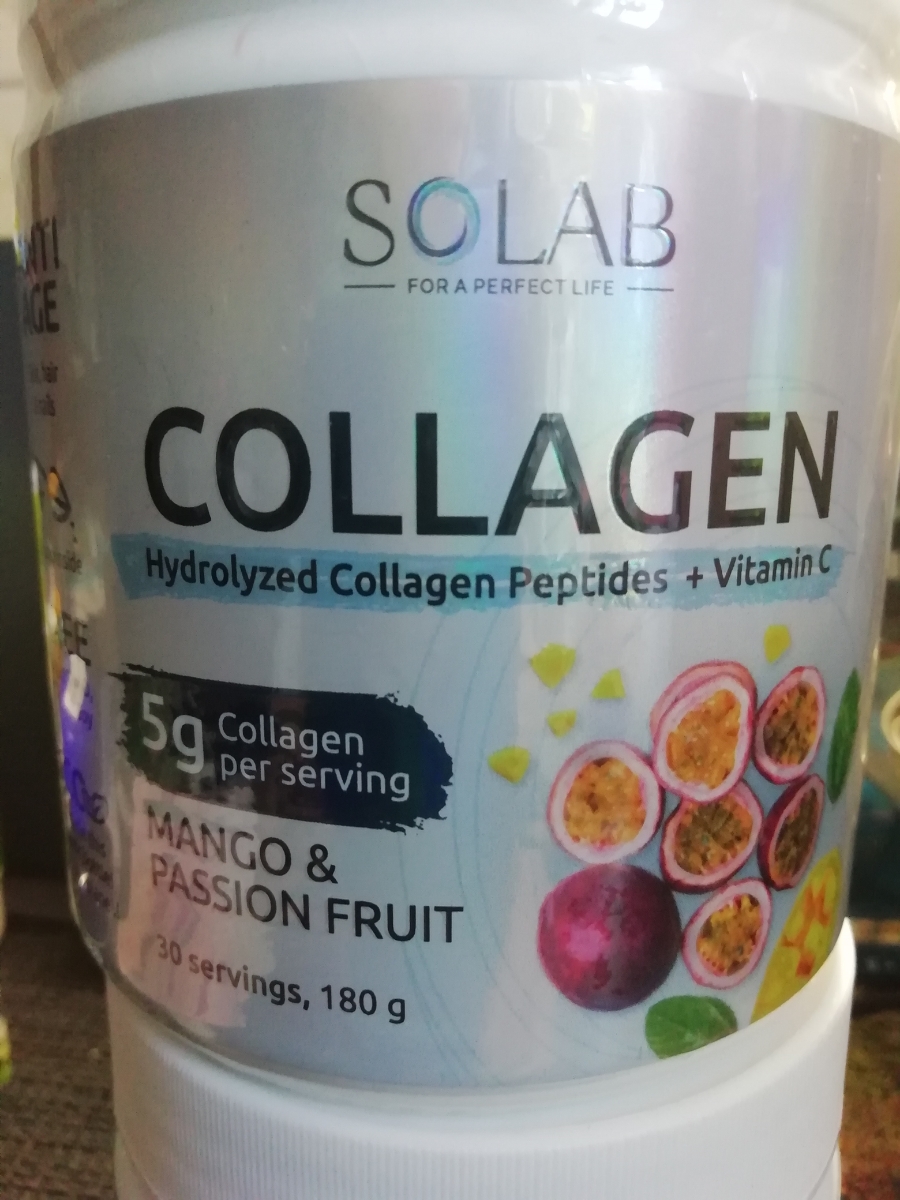 SOLAB
FOR A PERFECT LIFE
COLLAGEN
Hydrolyzed Collagen Peptides + Vitamin C
5g Collagen
per serving
MANGO &
PASSION FRUIT
30 servings, 180 g
hair